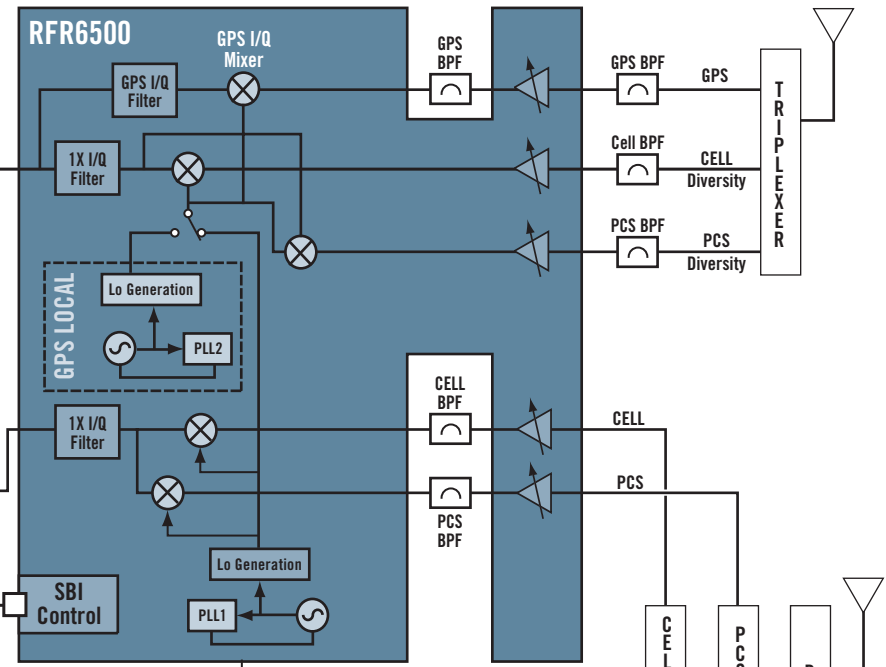 RFR6500
GPS I/Q
Mixer
GPS
BPF
GPS BPF
GPS
GPS I/Q
Filter
TRIPLEXER
1X I/Q
Filter
Cell BPF
CELL
Diversity
PCS BPF
PCS
Diversity
GPS LOCAL
Lo Generation
PLL2
CELL
BPF
CELL
1X I/Q
Filter
PCS
PCS
BPF
Lo Generation
SBI
Control
PLL1
CEL
PC